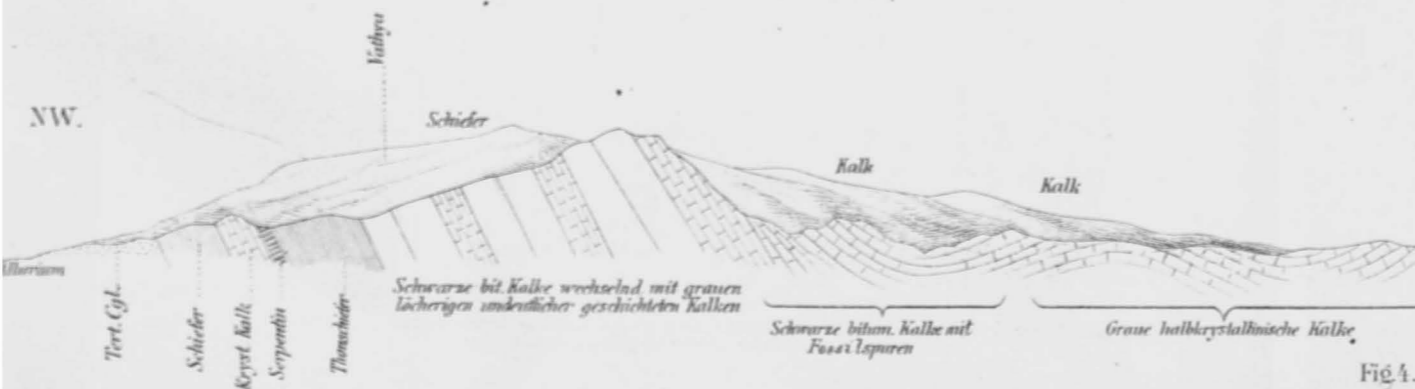 NW.
Vathya
Schiefer
Kalk
Kalk
Tert. Cgl.
Schiefer
Kryst. Kalk
Serpentin
Thonschiefer
Schwarze bit. Kalke wechselnd mit grauen
löcherigen undeutlicher geschichteten Kalken
Schwarze bitum. Kalke mit
Fossilspuren
Graue halbkrystallinische Kalke
Fig. 4.